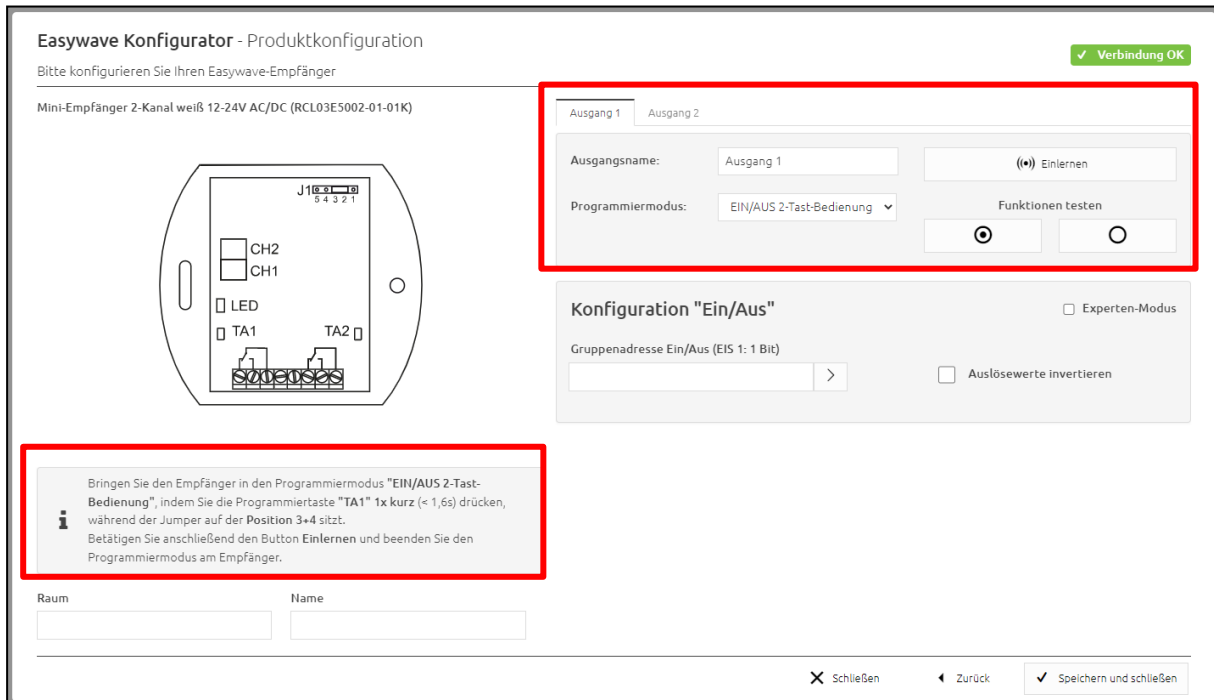 Easywave Konfigurator - Produktkonfiguration
Bitte konfigurieren Sie Ihren Easywave-Empfänger
Verbindung OK
Mini-Empfänger 2-Kanal weiß 12-24V AC/DC (RCL03E5002-01-01K)
J1
5 4 3 2 1
CH2
CH1
LED
TA1 TA2
Ausgang 1 Ausgang 2
Ausgangsname: Ausgang 1 Einlernen
Programmiermodus: EIN/AUS 2-Tast-Bedienung Funktionen testen
Konfiguration "Ein/Aus" Experten-Modus
Gruppenadresse Ein/Aus (EIS 1: 1 Bit)
Auslösewerte invertieren
Bringen Sie den Empfänger in den Programmiermodus "EIN/AUS 2-Tast-
Bedienung", indem Sie die Programmiertaste "TA1" 1x kurz (< 1,6s) drücken,
während der Jumper auf der Position 3+4 sitzt.
Betätigen Sie anschließend den Button Einlernen und beenden Sie den
Programmiermodus am Empfänger.
Raum Name
Schließen Zurück Speichern und schließen